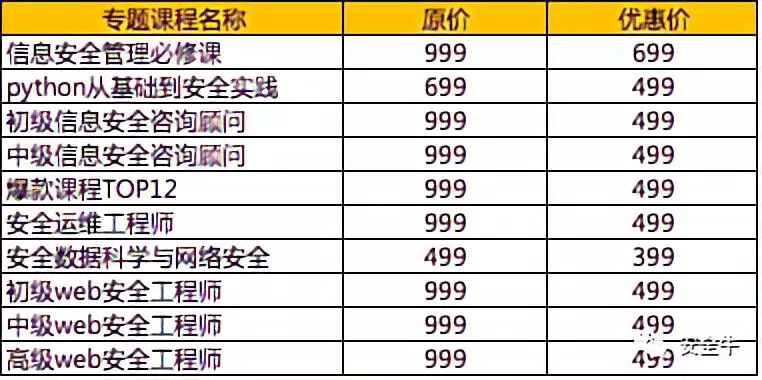 专题课程名称 原价 优惠价
信息安全管理必修课 999 699
python从基础到安全实践 699 499
初级信息安全咨询顾问 999 499
中级信息安全咨询顾问 999 499
爆款课程TOP12 999 499
安全运维工程师 999 499
安全数据科学与网络安全 499 399
初级web安全工程师 999 499
中级web安全工程师 999 499
高级web安全工程师 999 499
安全牛